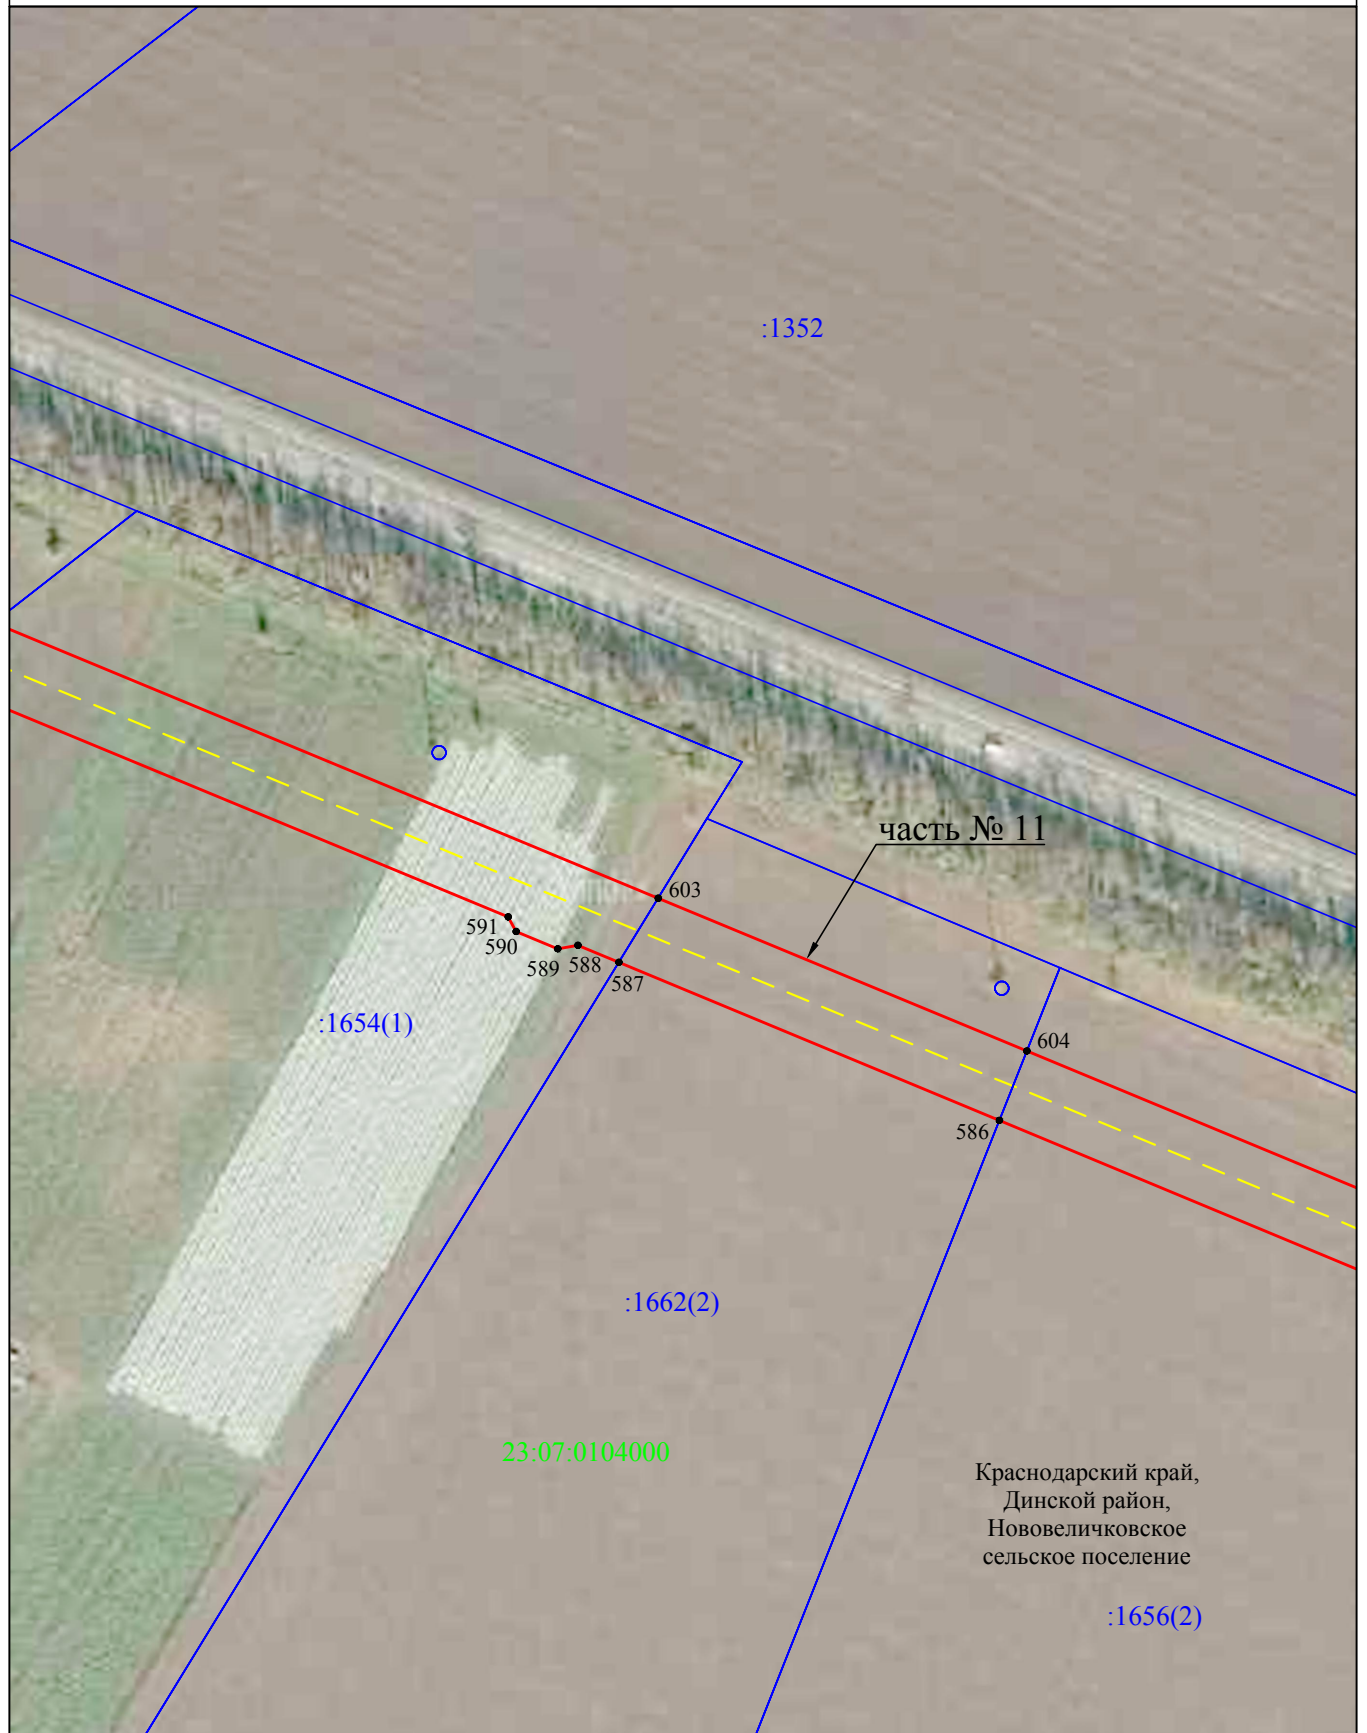 :1352
часть № 11
603
591
590
589
588
587
:1654(1)
604
586
:1662(2)
23:07:0104000
Краснодарский край,
Динской район,
Нововеличковское
сельское поселение
:1656(2)